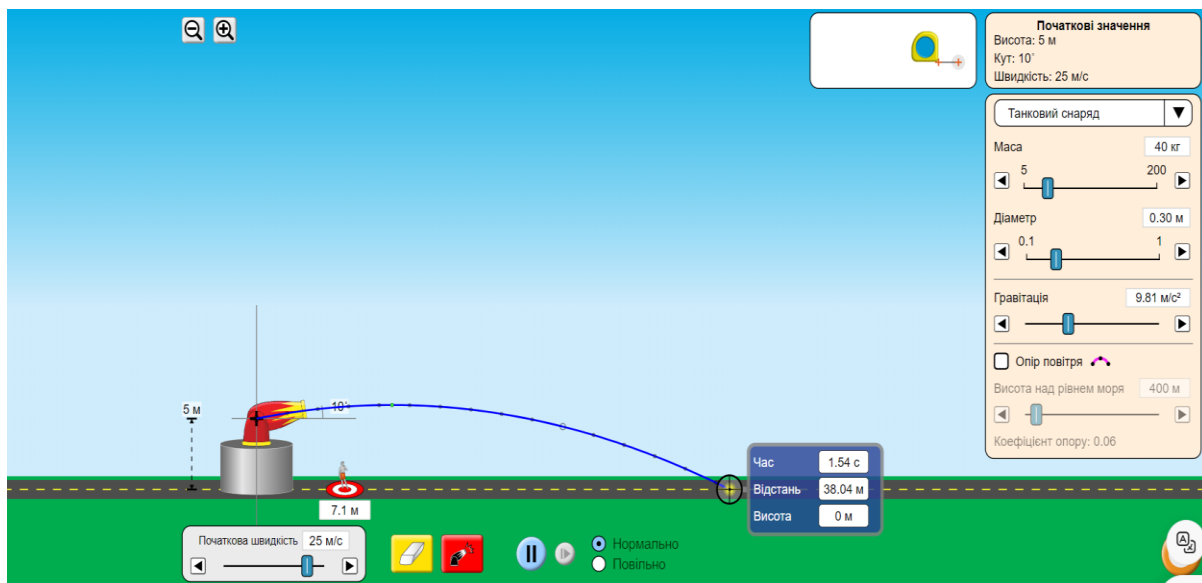 Початкові значення
Висота: 5 м
Кут: 10°
Швидкість: 25 м/с
Танковий снаряд
Маса 40 кг
5 200
Діаметр 0.30 м
0.1 1
Гравітація 9.81 м/с²
Опір повітря
Висота над рівнем моря 400 м
Коефіцієнт опору: 0.06
5 м
10°
Час 1.54 с
Відстань 38.04 м
Висота 0 м
7.1 м
Початкова швидкість 25 м/с
Нормально
Повільно